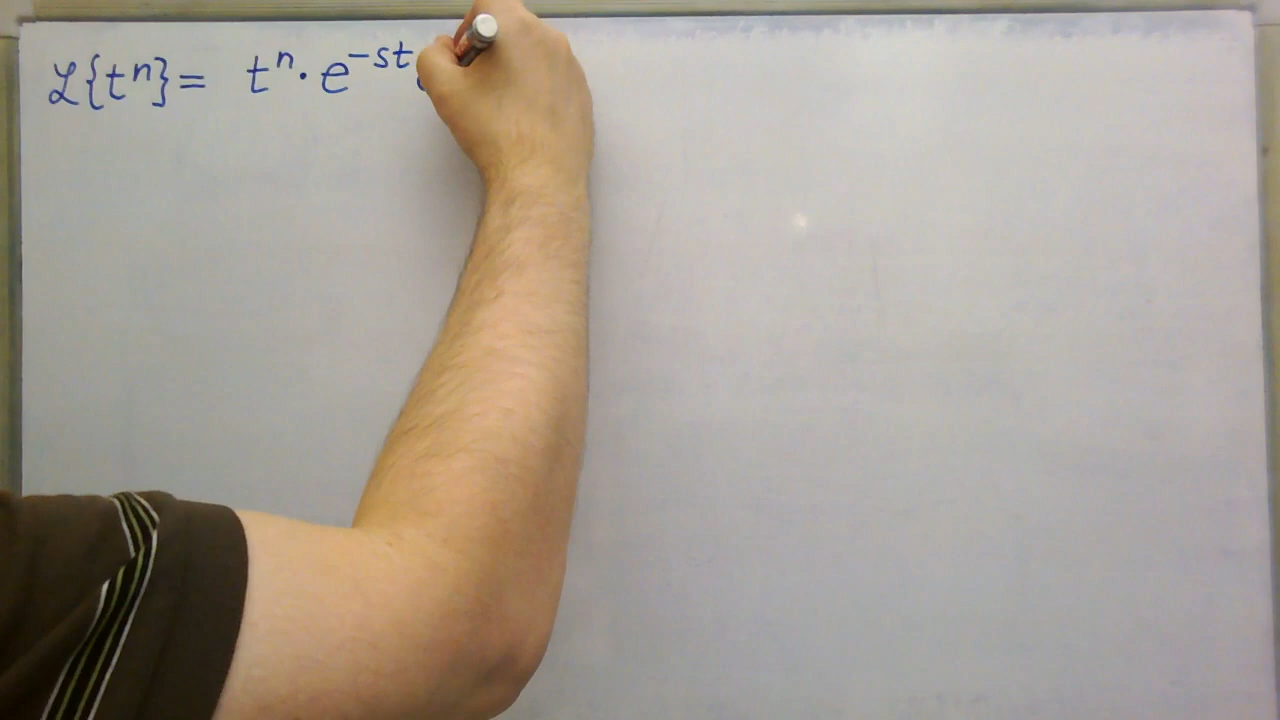 ℒ{tⁿ} = tⁿ · e⁻ˢᵗ